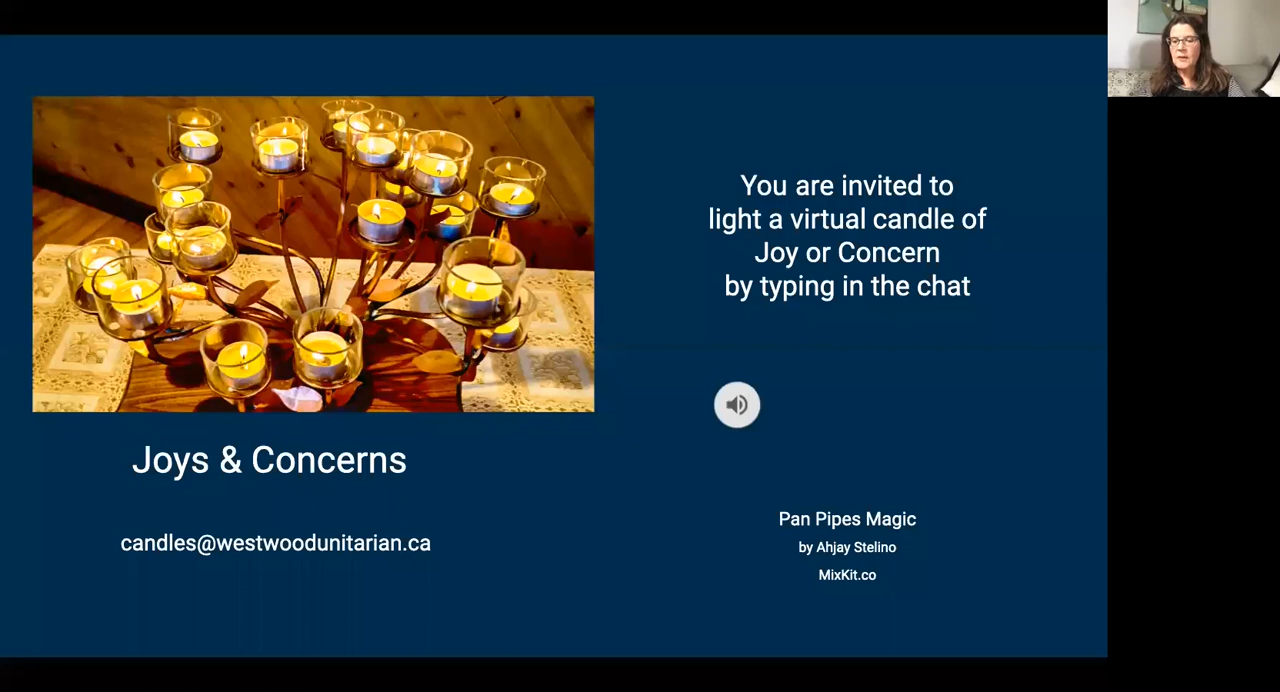 You are invited to
light a virtual candle of
Joy or Concern
by typing in the chat
Joys & Concerns
candles@westwoodunitarian.ca
Pan Pipes Magic
by Ahjay Stelino
MixKit.co